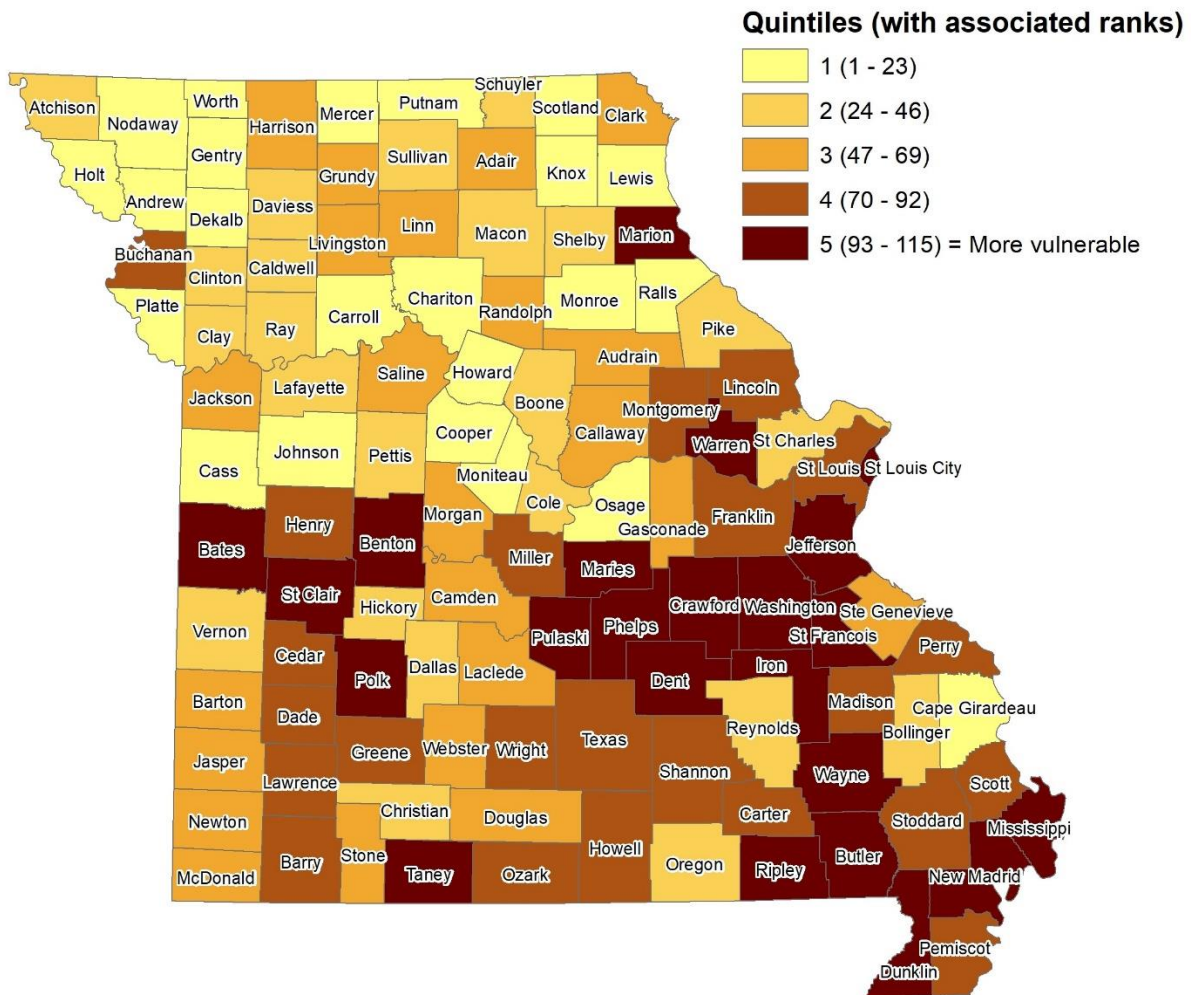 Quintiles (with associated ranks)
1 (1 - 23)
2 (24 - 46)
3 (47 - 69)
4 (70 - 92)
5 (93 - 115) = More vulnerable
Atchison
Nodaway
Worth
Harrison
Mercer
Putnam
Schuyler
Scotland
Clark
Holt
Andrew
Gentry
Dekalb
Daviess
Grundy
Sullivan
Adair
Knox
Lewis
Buchanan
Clinton
Caldwell
Livingston
Linn
Macon
Shelby
Marion
Platte
Clay
Ray
Carroll
Chariton
Randolph
Monroe
Ralls
Pike
Jackson
Lafayette
Saline
Howard
Boone
Audrain
Callaway
Montgomery
Lincoln
Warren
St Charles
St Louis
St Louis City
Cass
Johnson
Pettis
Cooper
Moniteau
Cole
Osage
Gasconade
Franklin
Jefferson
Bates
Henry
Benton
Morgan
Miller
Maries
St Clair
Hickory
Camden
Pulaski
Phelps
Crawford
Washington
Ste Genevieve
St Francois
Perry
Vernon
Cedar
Polk
Dallas
Laclede
Dent
Iron
Madison
Cape Girardeau
Bollinger
Barton
Dade
Greene
Webster
Wright
Texas
Reynolds
Shannon
Wayne
Scott
Jasper
Lawrence
Christian
Douglas
Howell
Carter
Stoddard
Mississippi
Newton
McDonald
Barry
Stone
Taney
Ozark
Oregon
Ripley
Butler
New Madrid
Pemiscot
Dunklin